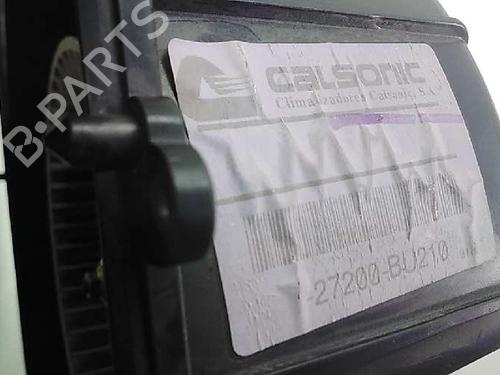 CALSONIC
Climatizadores Calsonic, S.A.
27200-BU210
B-PARTS